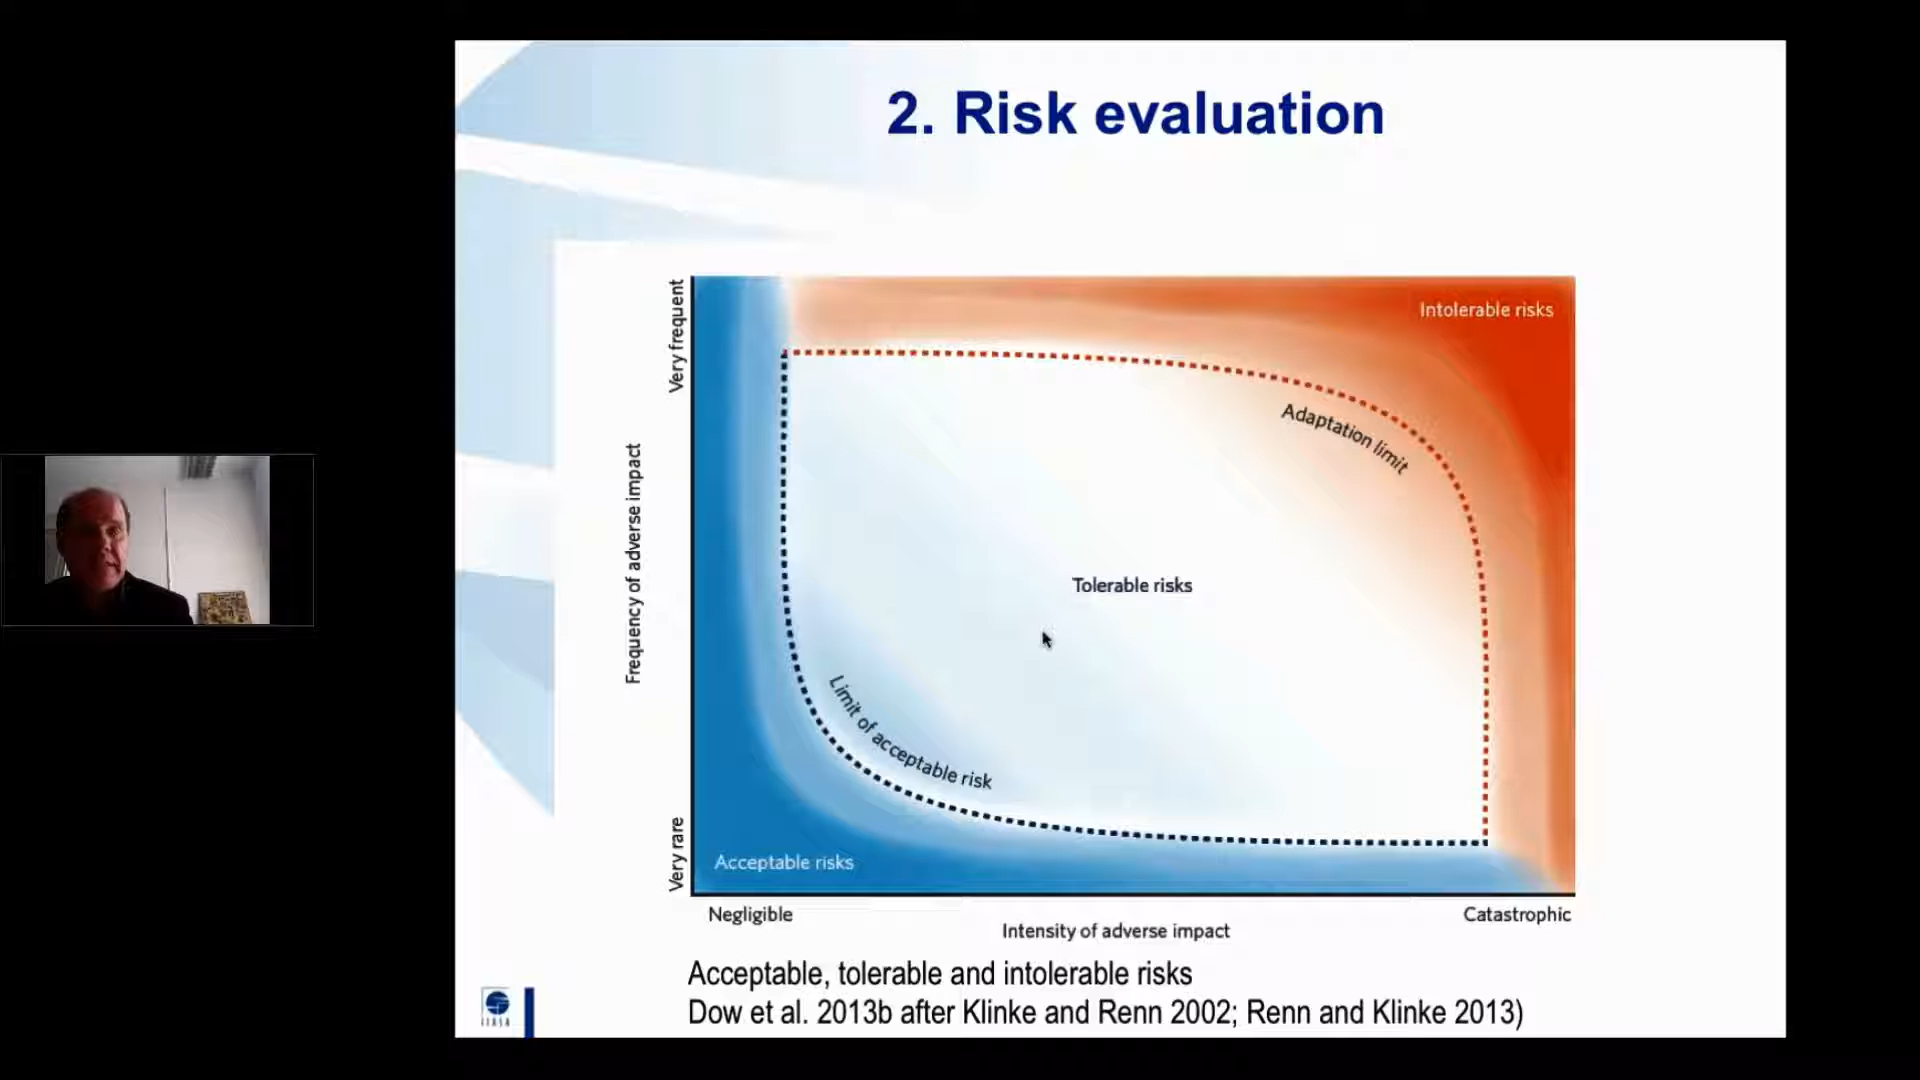 2. Risk evaluation
Very frequent
Intolerable risks
Adaptation limit
Frequency of adverse impact
Tolerable risks
Limit of acceptable risk
Very rare
Acceptable risks
Negligible
Catastrophic
Intensity of adverse impact
Acceptable, tolerable and intolerable risks
Dow et al. 2013b after Klinke and Renn 2002; Renn and Klinke 2013)
IIASA